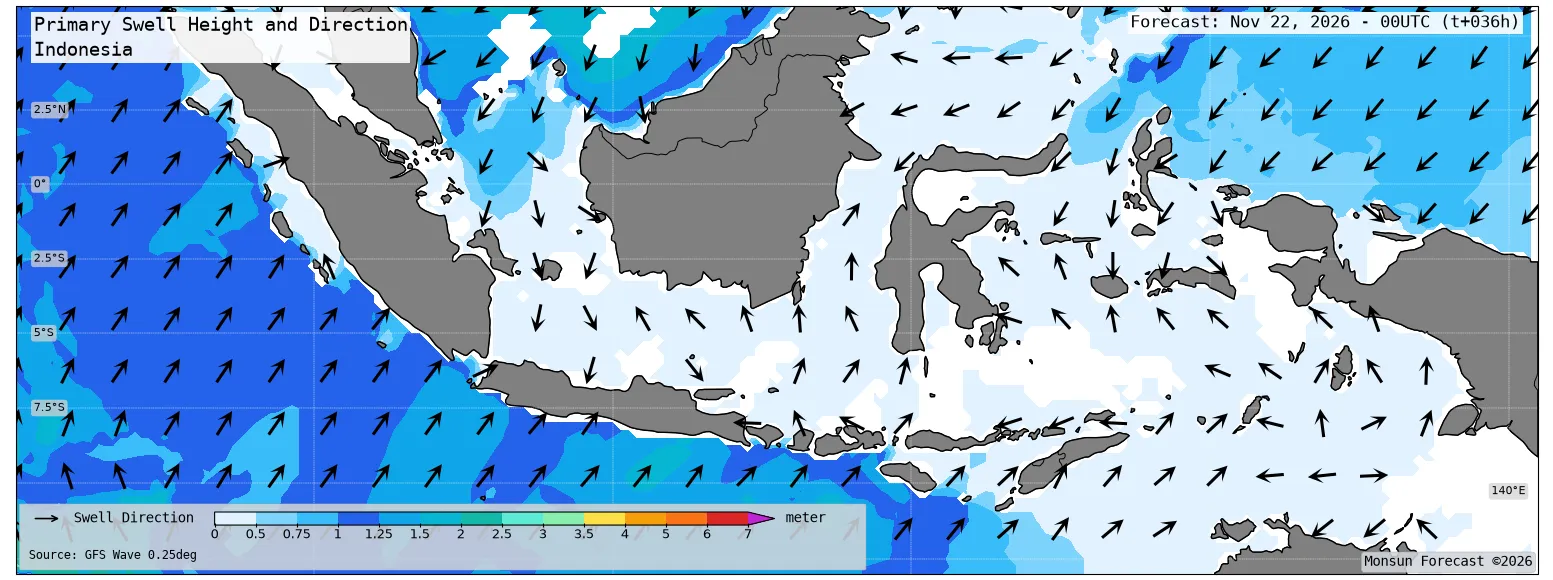 Primary Swell Height and Direction
Indonesia
Forecast: Nov 22, 2026 - 00UTC (t+036h)
2.5°N
0°
2.5°S
5°S
7.5°S
140°E
Swell Direction
0 0.5 0.75 1 1.25 1.5 2 2.5 3 3.5 4 5 6 7
meter
Source: GFS Wave 0.25deg
Monsun Forecast ©2026